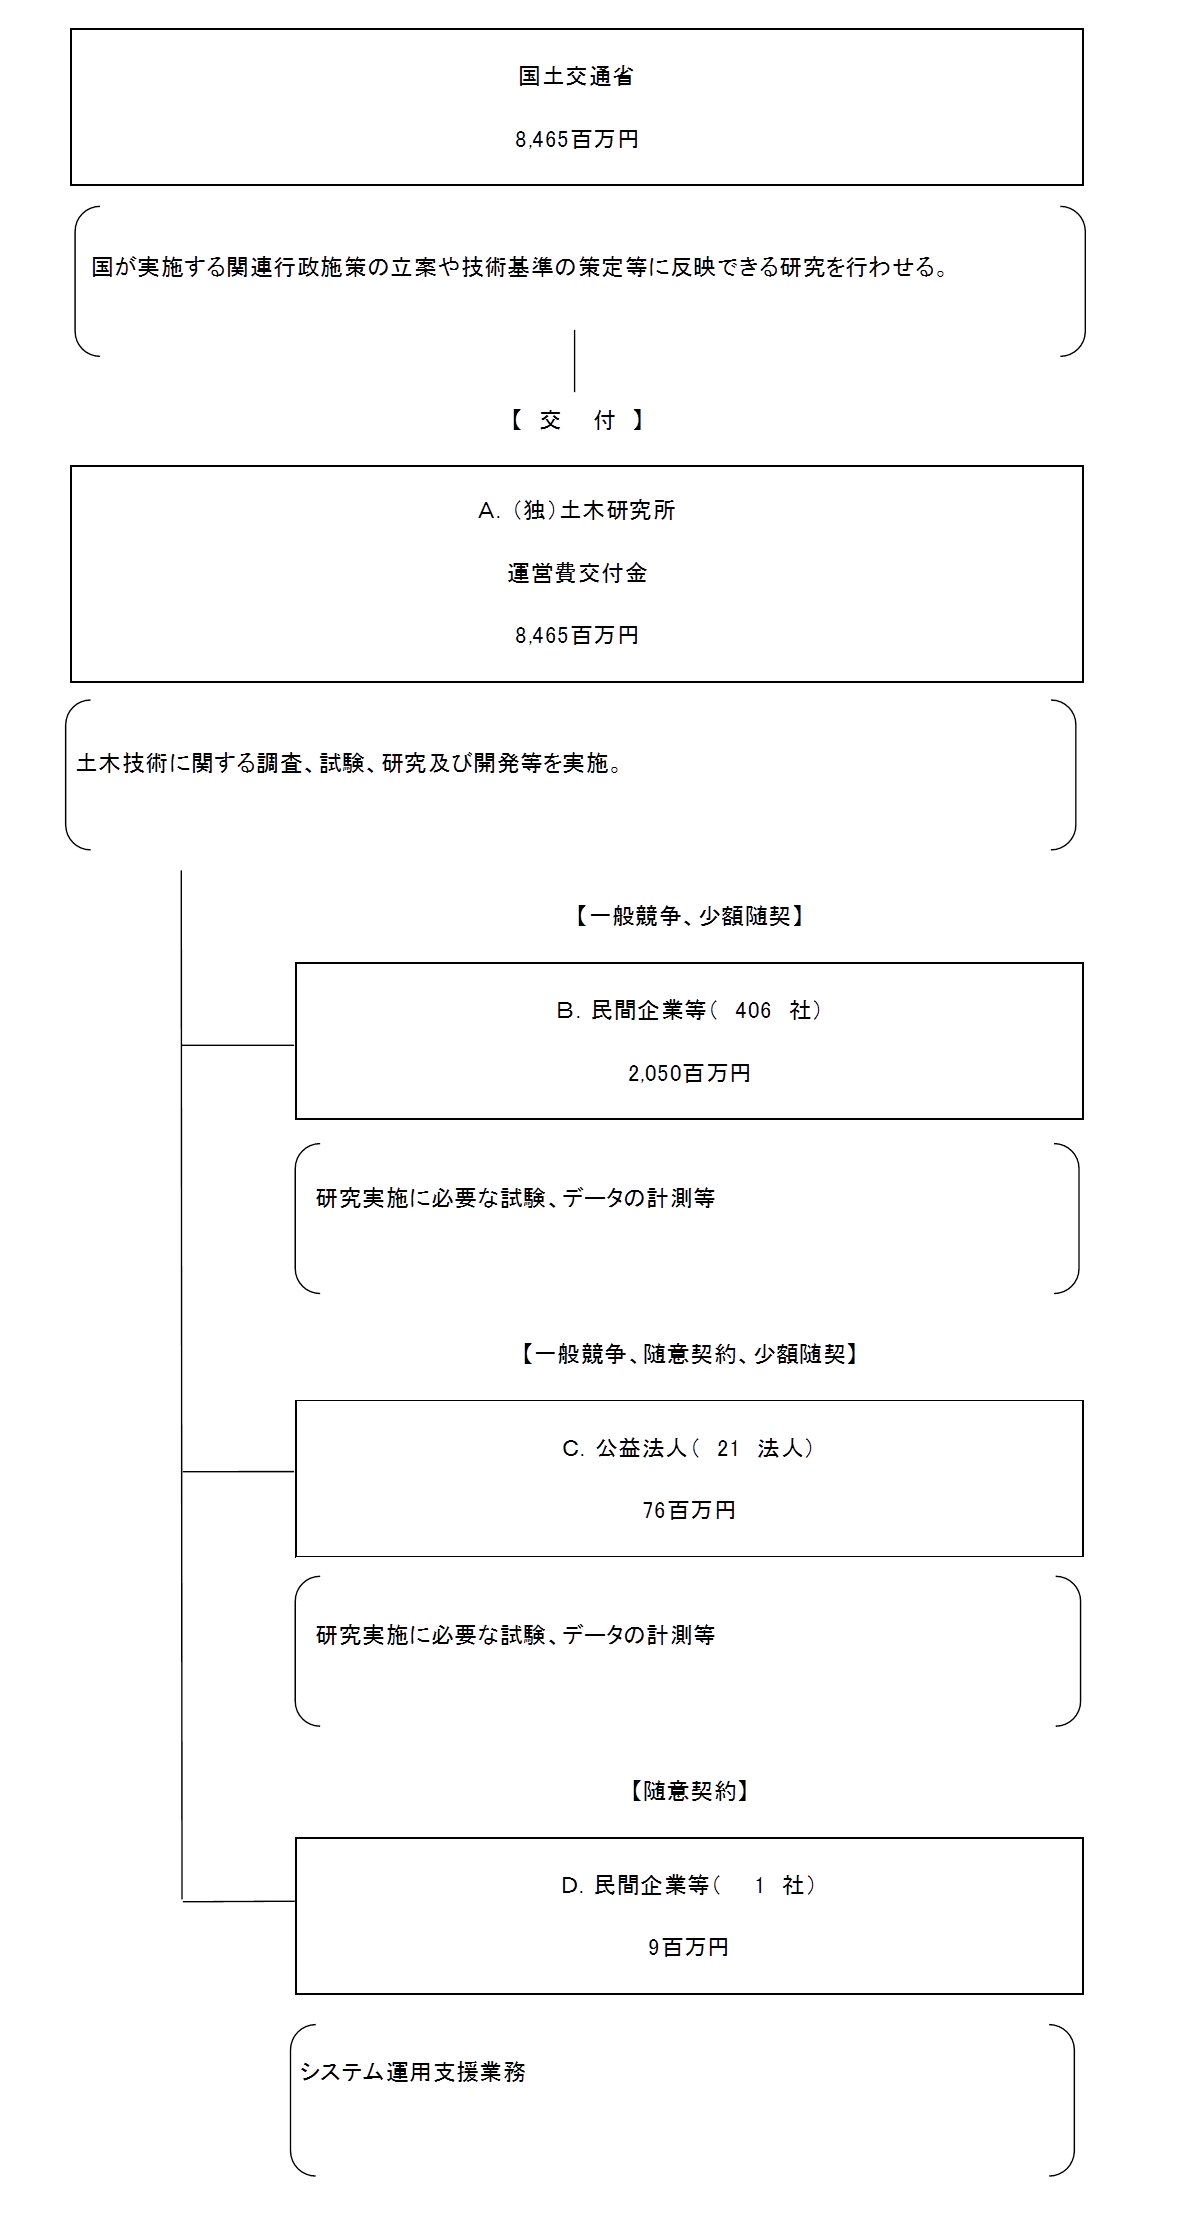 国土交通省
8,465百万円
国が実施する関連行政施策の立案や技術基準の策定等に反映できる研究を行わせる。
【　交　付　】
A．（独）土木研究所
運営費交付金
8,465百万円
土木技術に関する調査、試験、研究及び開発等を実施。
【一般競争、少額随契】
B．民間企業等（　406　社）
2,050百万円
研究実施に必要な試験、データの計測等
【一般競争、随意契約、少額随契】
C．公益法人（　21　法人）
76百万円
研究実施に必要な試験、データの計測等
【随意契約】
D．民間企業等（　1　社）
9百万円
システム運用支援業務